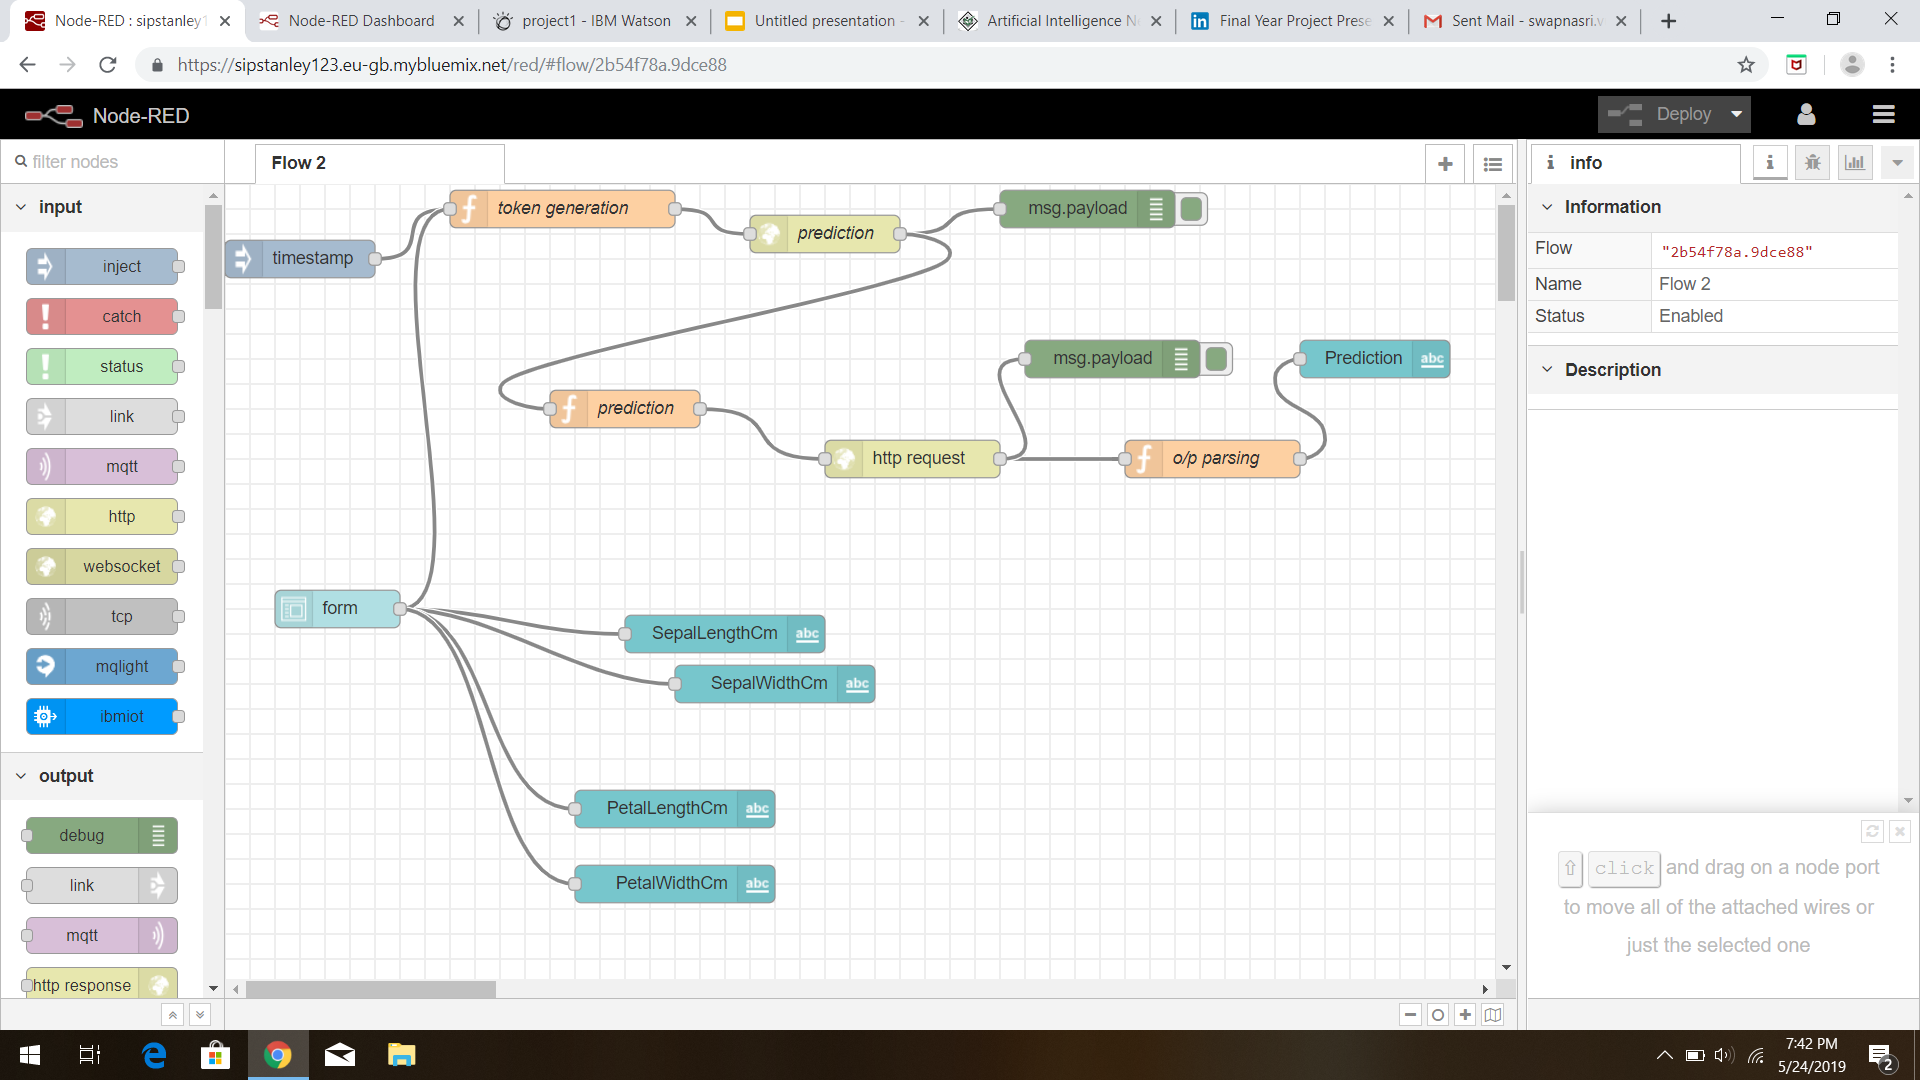 Node-RED : sipstanley1
Node-RED Dashboard
project1 - IBM Watson
Untitled presentation -
Artificial Intelligence N
Final Year Project Prese
Sent Mail - swapnasri.v
https://sipstanley123.eu-gb.mybluemix.net/red/#flow/2b54f78a.9dce88
Node-RED
Deploy
filter nodes
Flow 2
info
input
inject
catch
status
link
mqtt
http
websocket
tcp
mqlight
ibmiot
output
debug
link
mqtt
http response
token generation
timestamp
prediction
msg.payload
prediction
http request
msg.payload
o/p parsing
Prediction
abc
form
SepalLengthCm
abc
SepalWidthCm
abc
PetalLengthCm
abc
PetalWidthCm
abc
Information
Flow "2b54f78a.9dce88"
Name Flow 2
Status Enabled
Description
click and drag on a node port
to move all of the attached wires or
just the selected one
7:42 PM
5/24/2019
2